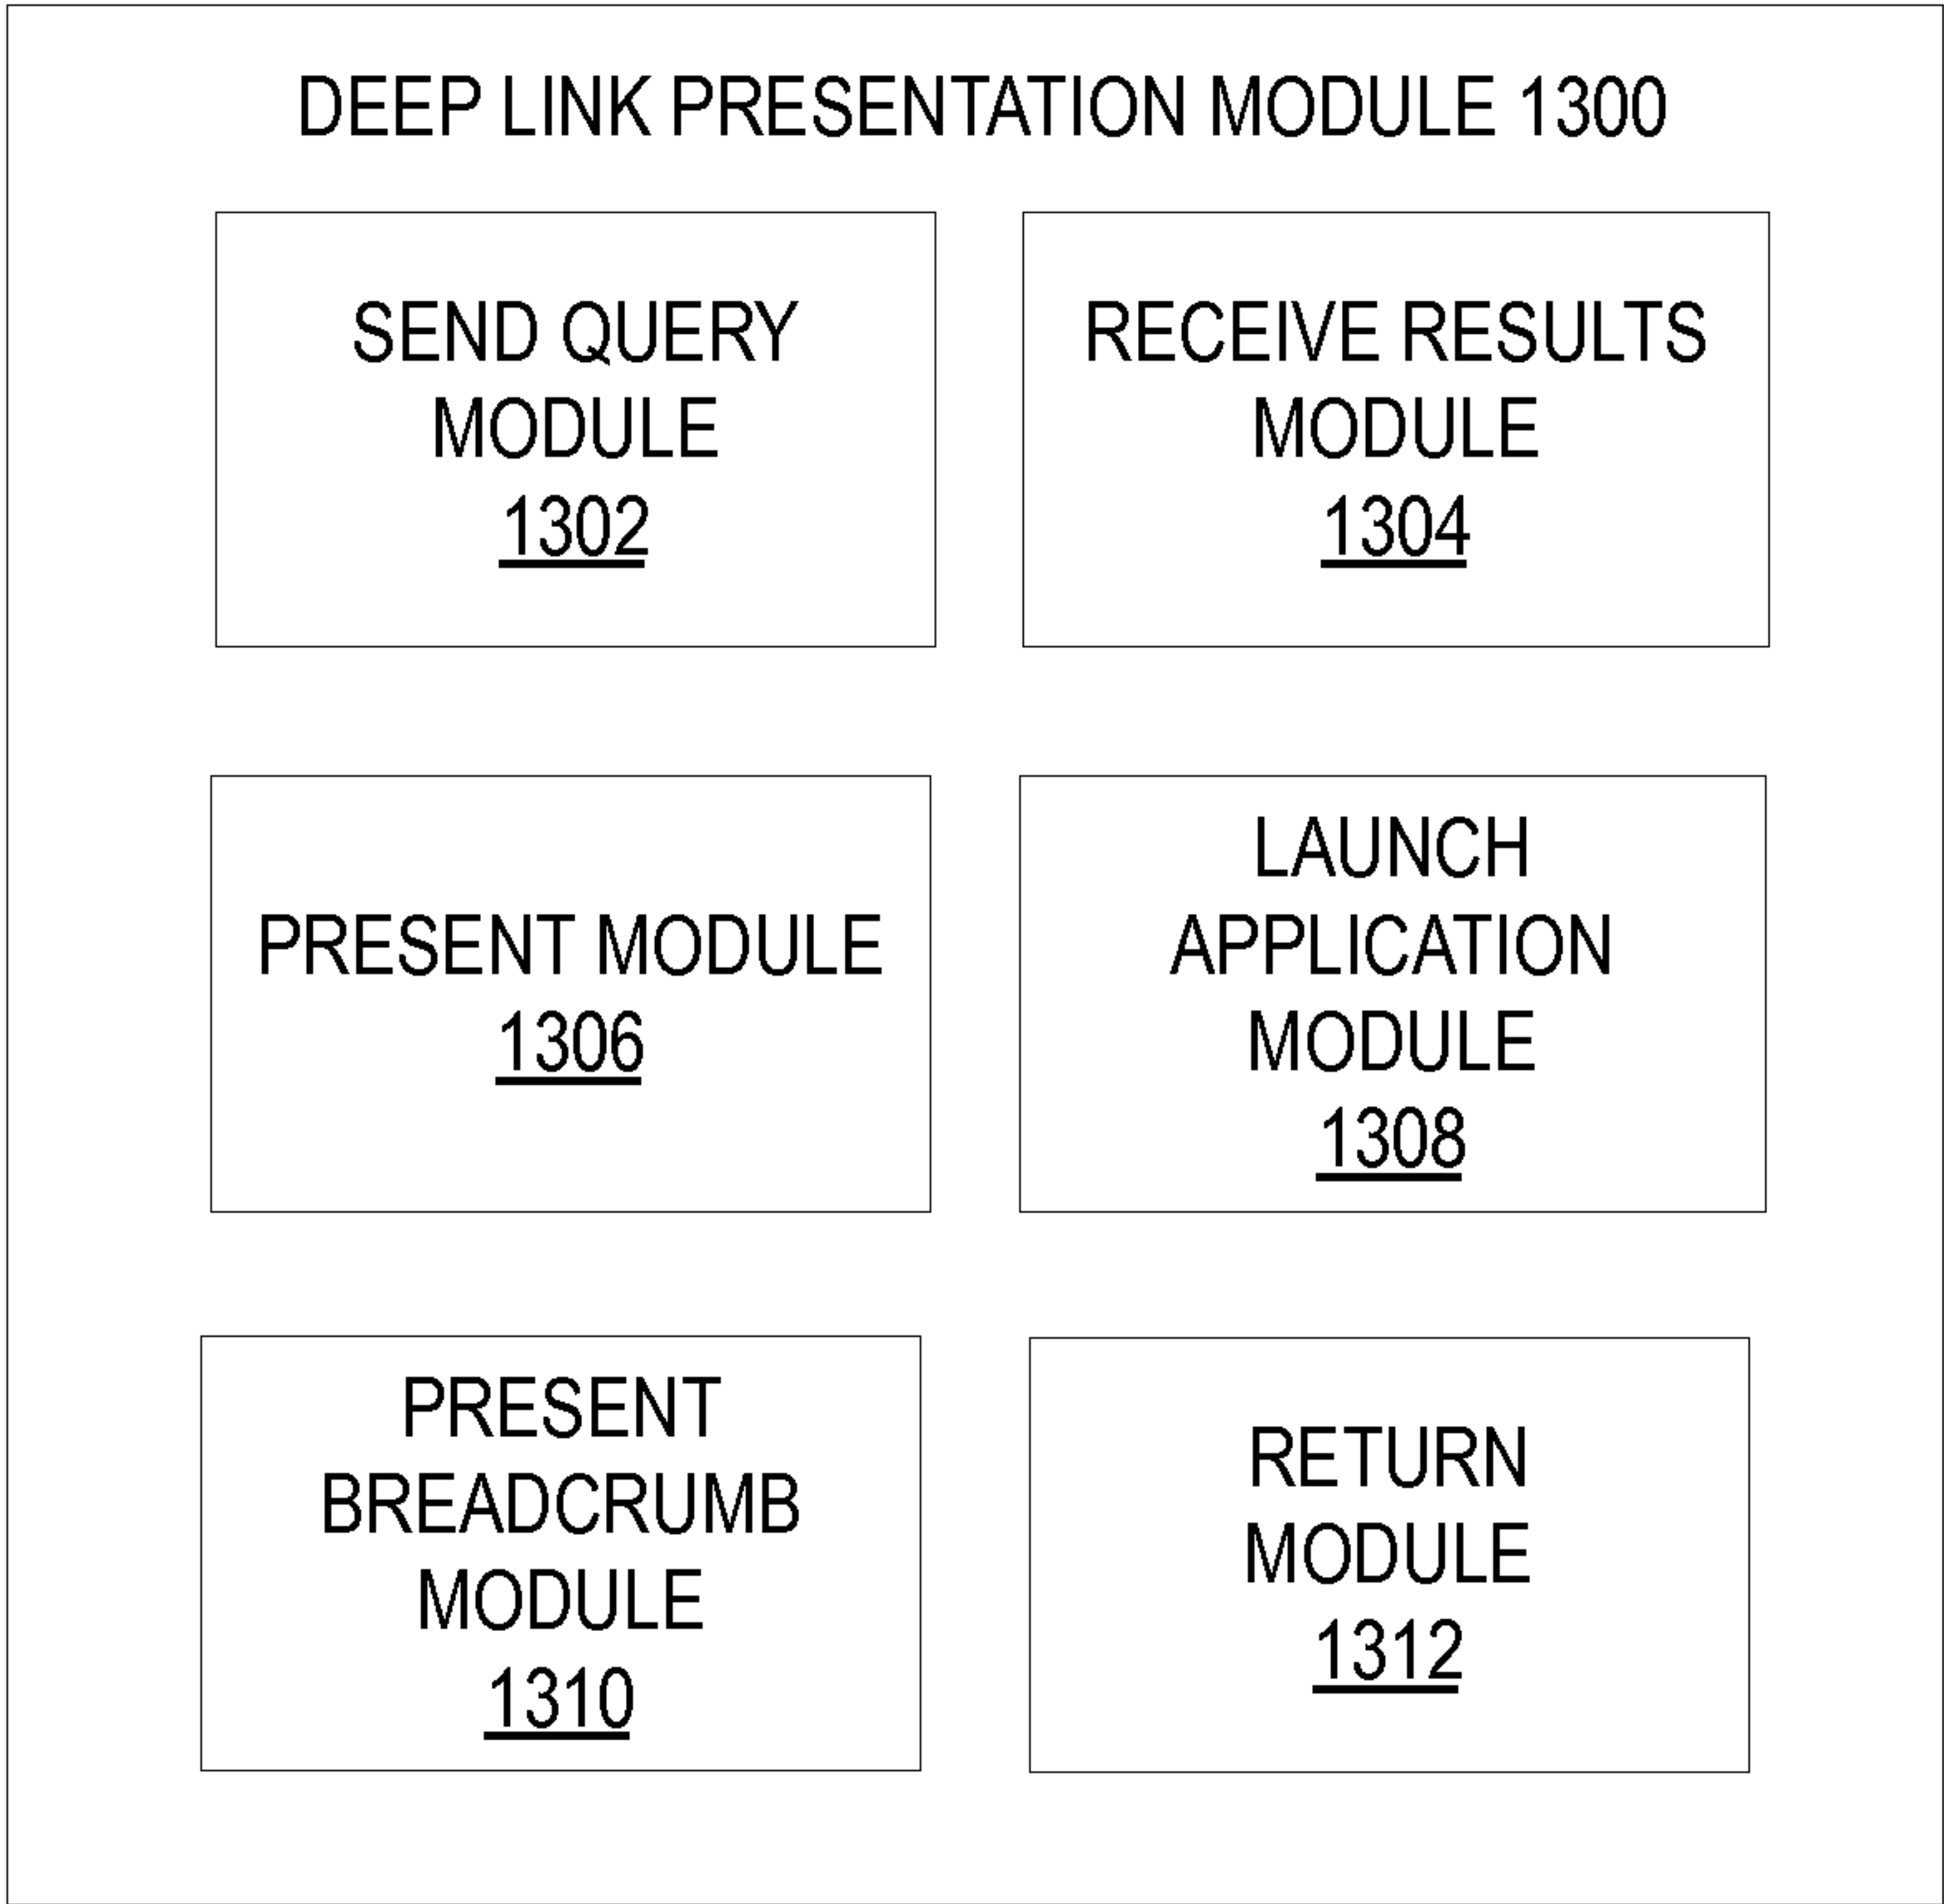 DEEP LINK PRESENTATION MODULE 1300
SEND QUERY
MODULE
1302
RECEIVE RESULTS
MODULE
1304
PRESENT MODULE
1306
LAUNCH
APPLICATION
MODULE
1308
PRESENT
BREADCRUMB
MODULE
1310
RETURN
MODULE
1312